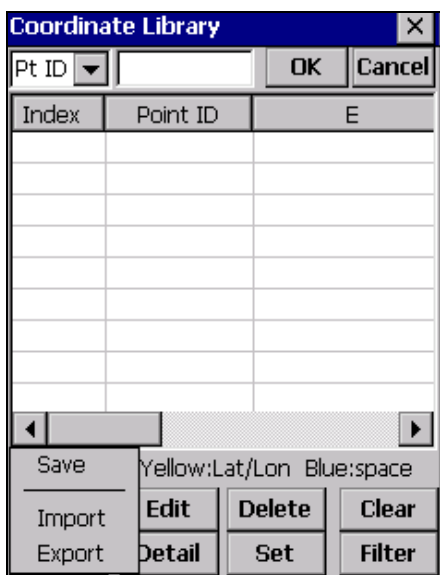 Coordinate Library
Pt ID OK Cancel
Index Point ID E
Save Yellow:Lat/Lon Blue:space
Import Edit Delete Clear
Export Detail Set Filter